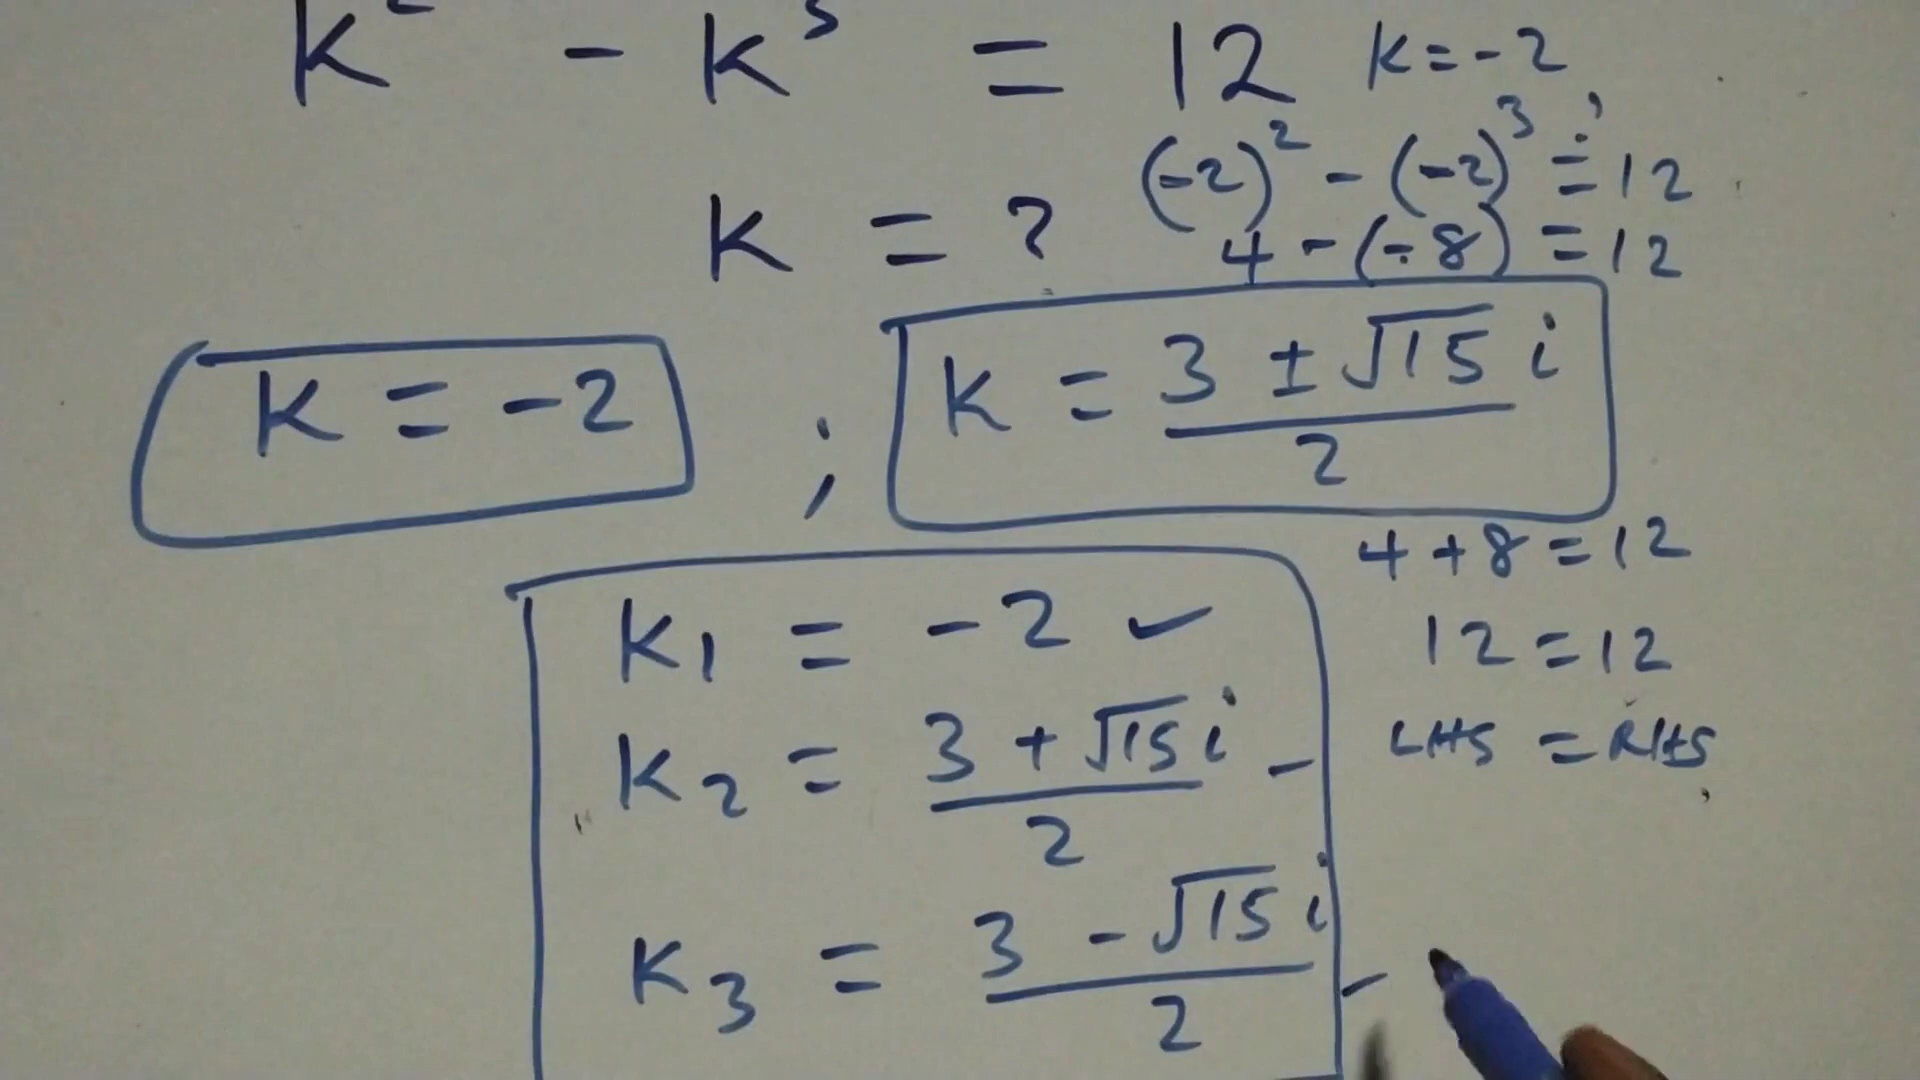 K² - K³ = 12
K = -2
(-2)² - (-2)³ = 12
K = ?
4 - (-8) = 12
K = -2 ; K = (3 ± √15 i)/2
4 + 8 = 12
K₁ = -2 ✓
12 = 12
K₂ = (3 + √15 i)/2 -
LHS = RHS
K₃ = (3 - √15 i)/2 -